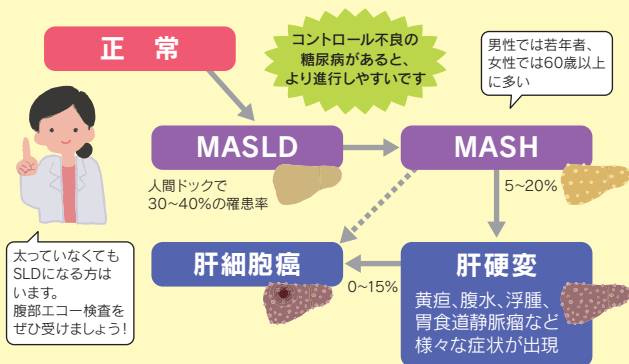 正常
コントロール不良の
糖尿病があると、
より進行しやすいです
男性では若年者、
女性では60歳以上
に多い
MASLD
MASH
人間ドックで
30~40%の罹患率
5~20%
太っていなくても
SLDになる方は
います。
腹部エコー検査を
ぜひ受けましょう!
肝細胞癌
0~15%
肝硬変
黄疸、腹水、浮腫、
胃食道静脈瘤など
様々な症状が出現